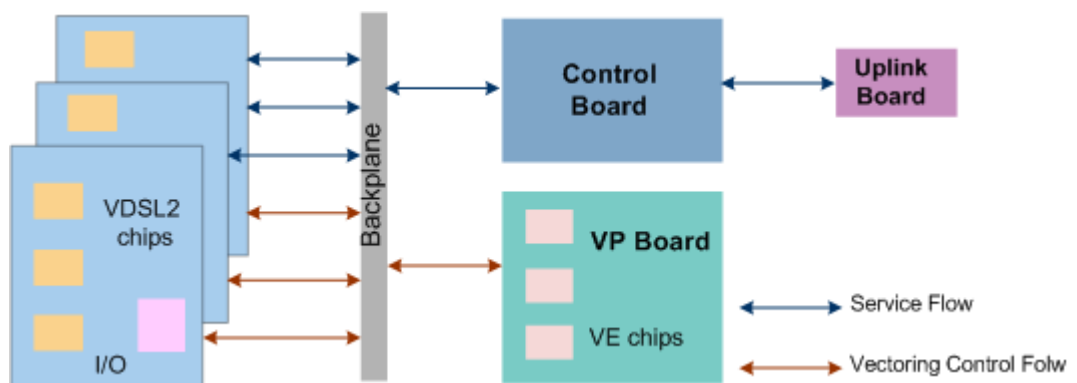 VDSL2
chips
I/O
Backplane
Control
Board
Uplink
Board
VP Board
VE chips
Service Flow
Vectoring Control Folw